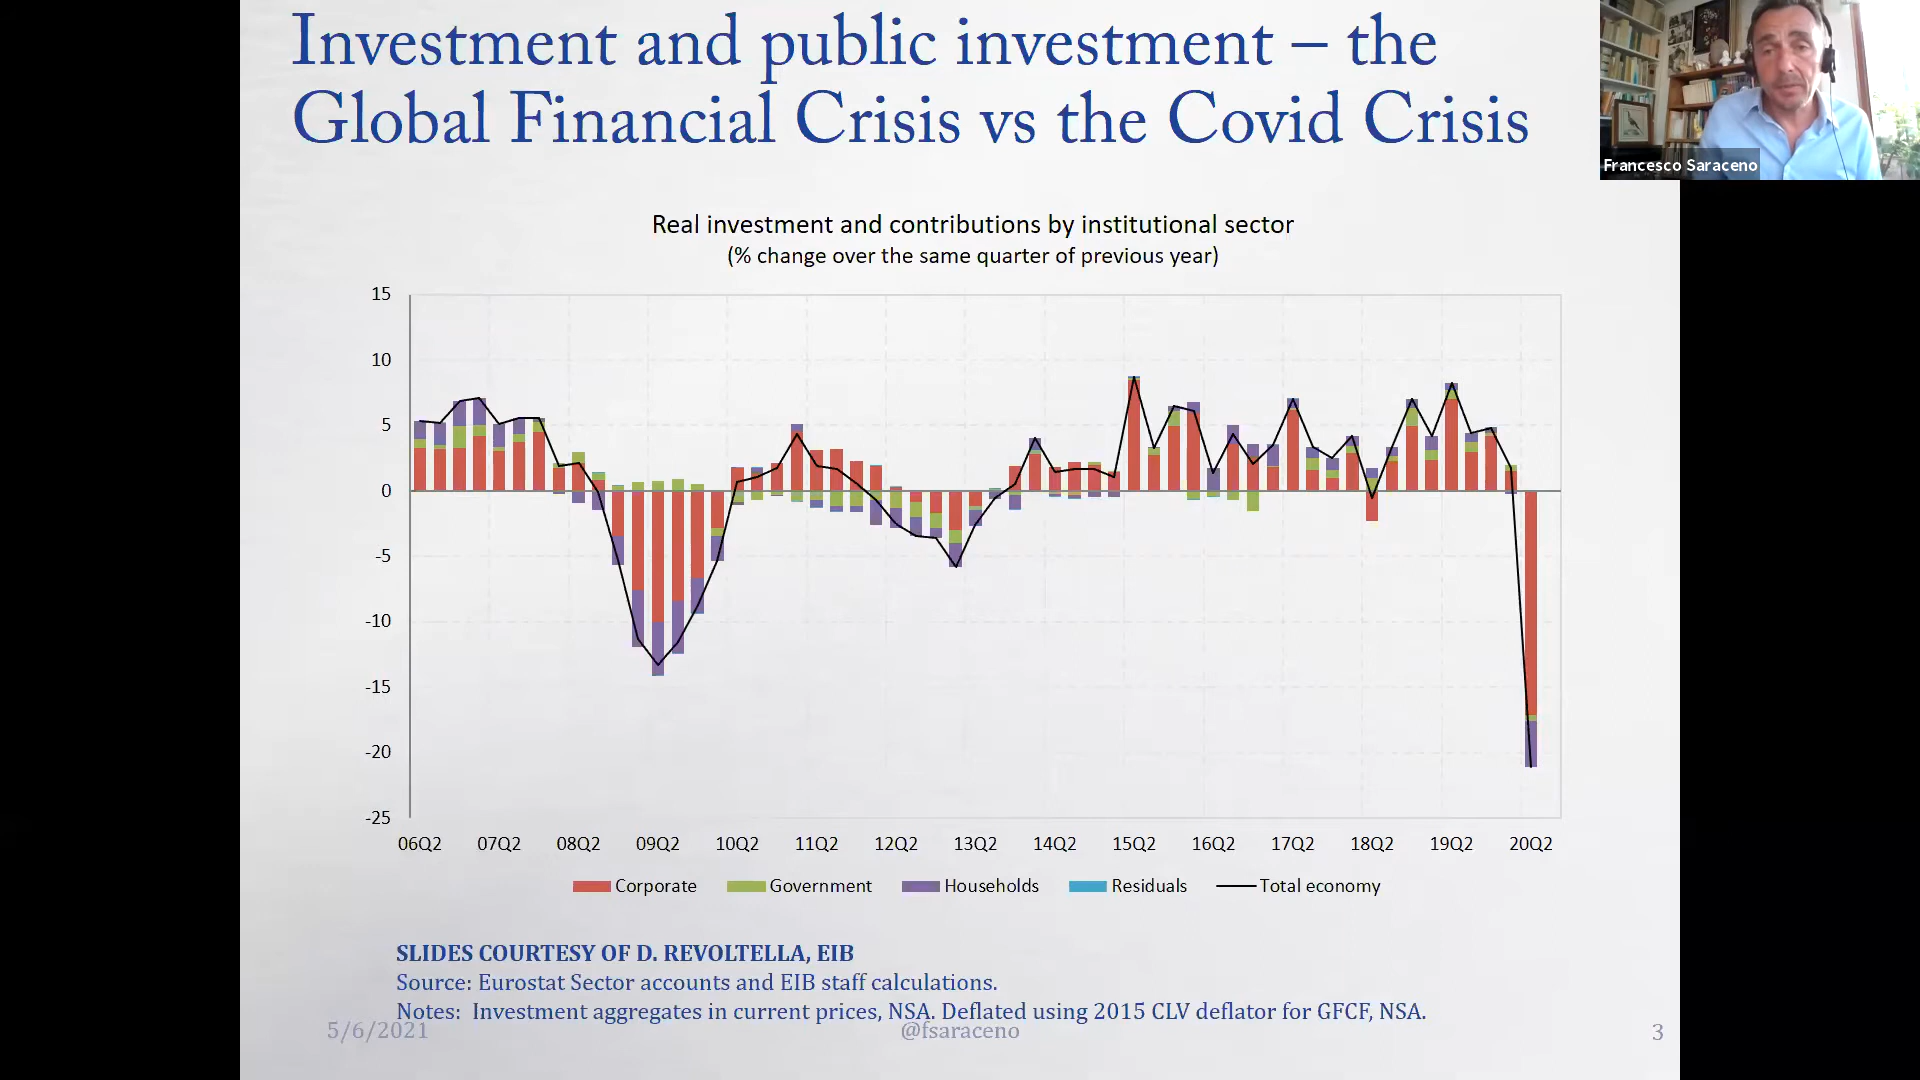 Investment and public investment – the
Global Financial Crisis vs the Covid Crisis
Francesco Saraceno
Real investment and contributions by institutional sector
(% change over the same quarter of previous year)
15
10
5
0
-5
-10
-15
-20
-25
06Q2 07Q2 08Q2 09Q2 10Q2 11Q2 12Q2 13Q2 14Q2 15Q2 16Q2 17Q2 18Q2 19Q2 20Q2
Corporate Government Households Residuals Total economy
SLIDES COURTESY OF D. REVOLTELLA, EIB
Source: Eurostat Sector accounts and EIB staff calculations.
Notes: Investment aggregates in current prices, NSA. Deflated using 2015 CLV deflator for GFCF, NSA.
5/6/2021 @fsaraceno 3